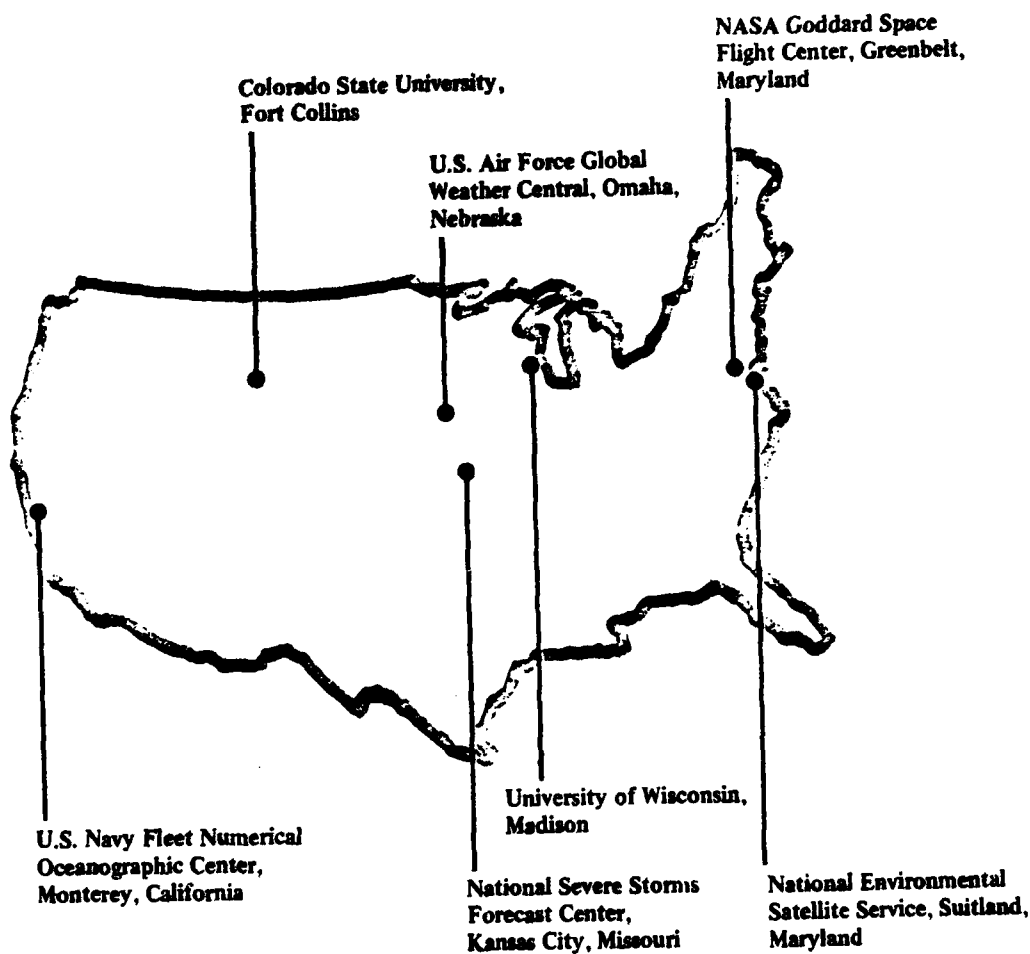 NASA Goddard Space
Flight Center, Greenbelt,
Maryland
Colorado State University,
Fort Collins
U.S. Air Force Global
Weather Central, Omaha,
Nebraska
University of Wisconsin,
Madison
U.S. Navy Fleet Numerical
Oceanographic Center,
Monterey, California
National Severe Storms
Forecast Center,
Kansas City, Missouri
National Environmental
Satellite Service, Suitland,
Maryland